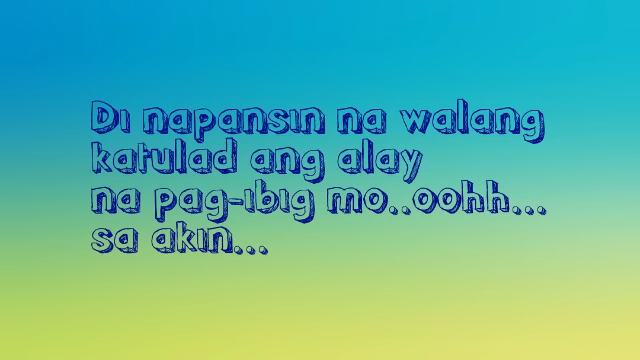 Di napansin na walang
katulad ang alay
na pag-ibig mo..oohh...
sa akin...